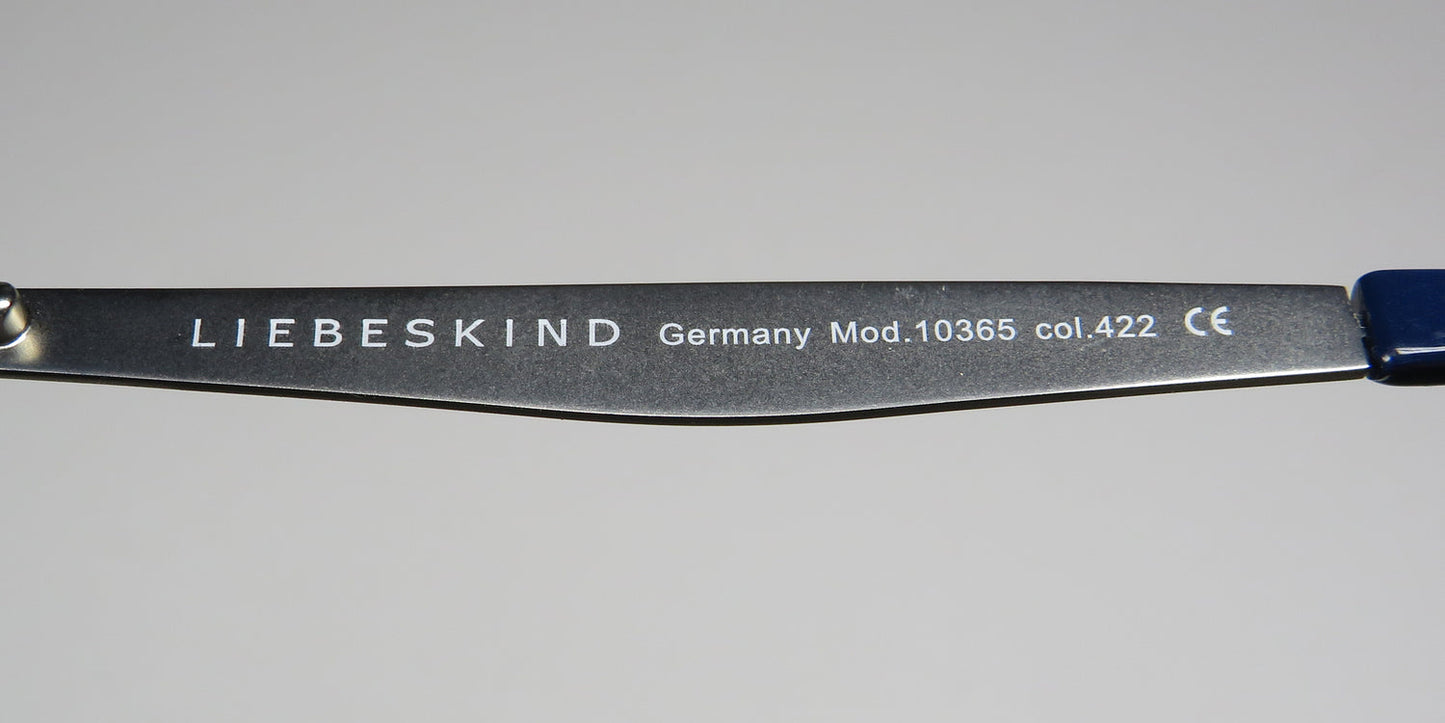 LIEBESKIND Germany Mod.10365 col.422 CE